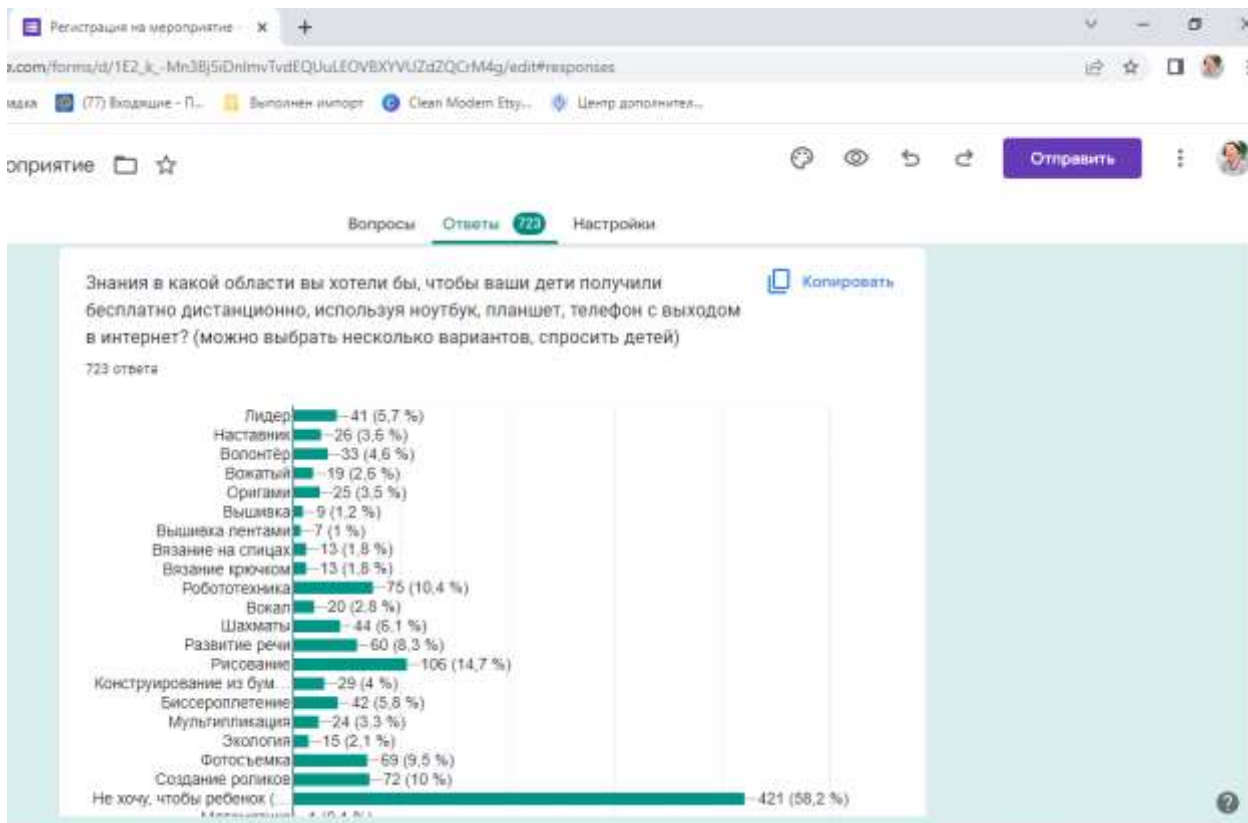 Регистрация на мероприятие
(77) Входящие - П...
Выполнен импорт
Clean Modern Etsy...
Центр дополнител...
оприятие
Отправить
Вопросы
Ответы
723
Настройки
Знания в какой области вы хотели бы, чтобы ваши дети получили
бесплатно дистанционно, используя ноутбук, планшет, телефон с выходом
в интернет? (можно выбрать несколько вариантов, спросить детей)
Копировать
723 ответа
Лидер 41 (5,7 %)
Наставник 26 (3,6 %)
Волонтёр 33 (4,6 %)
Вожатый 19 (2,6 %)
Оригами 25 (3,5 %)
Вышивка 9 (1,2 %)
Вышивка лентами 7 (1 %)
Вязание на спицах 13 (1,8 %)
Вязание крючком 13 (1,8 %)
Робототехника 75 (10,4 %)
Вокал 20 (2,8 %)
Шахматы 44 (6,1 %)
Развитие речи 60 (8,3 %)
Рисование 106 (14,7 %)
Конструирование из бум... 29 (4 %)
Биссероплетение 42 (5,8 %)
Мультипликация 24 (3,3 %)
Экология 15 (2,1 %)
Фотосъемка 69 (9,5 %)
Создание роликов 72 (10 %)
Не хочу, чтобы ребенок (... 421 (58,2 %)